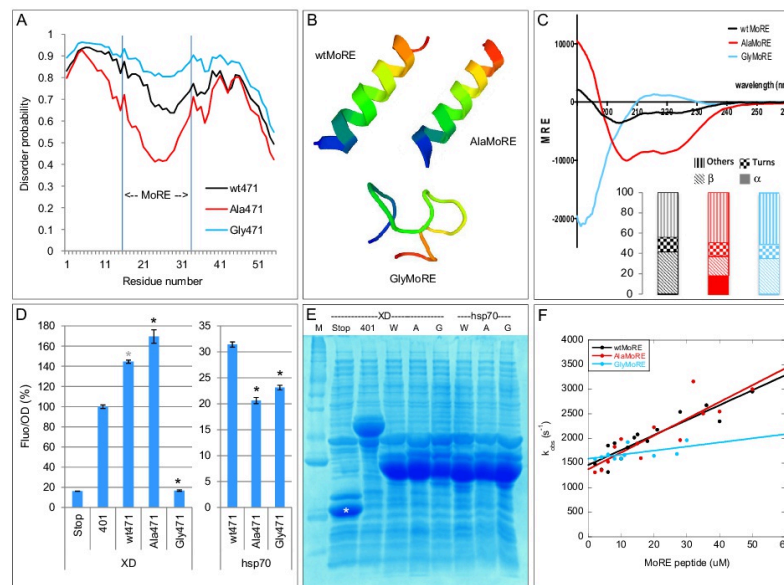 A
Disorder probability
1
0.9
0.8
0.7
0.6
0.5
0.4
0.3
0.2
0.1
0
<-- MoRE -->
wt471
Ala471
Gly471
1 11 21 31 41 51
Residue number
B
wtMoRE
AlaMoRE
GlyMoRE
C
wtMoRE
AlaMoRE
GlyMoRE
10000
0
-10000
-20000
MRE
wavelength (nm
210 220 230 240 250
Others Turns
β α
100
80
60
40
20
0
D
Fluo/OD (%)
180
160
140
120
100
80
60
40
20
0
* * *
Stop 401 wt471 Ala471 Gly471
XD
35
30
25
20
15
10
5
0
* *
wt471 Ala471 Gly471
hsp70
E
XD hsp70
M Stop 401 W A G W A G
*
F
wtMoRE
AlaMoRE
GlyMoRE
4000
3500
3000
2500
2000
1500
1000
500
0
k obs (s-1)
0 10 20 30 40 50 60
MoRE peptide (uM)